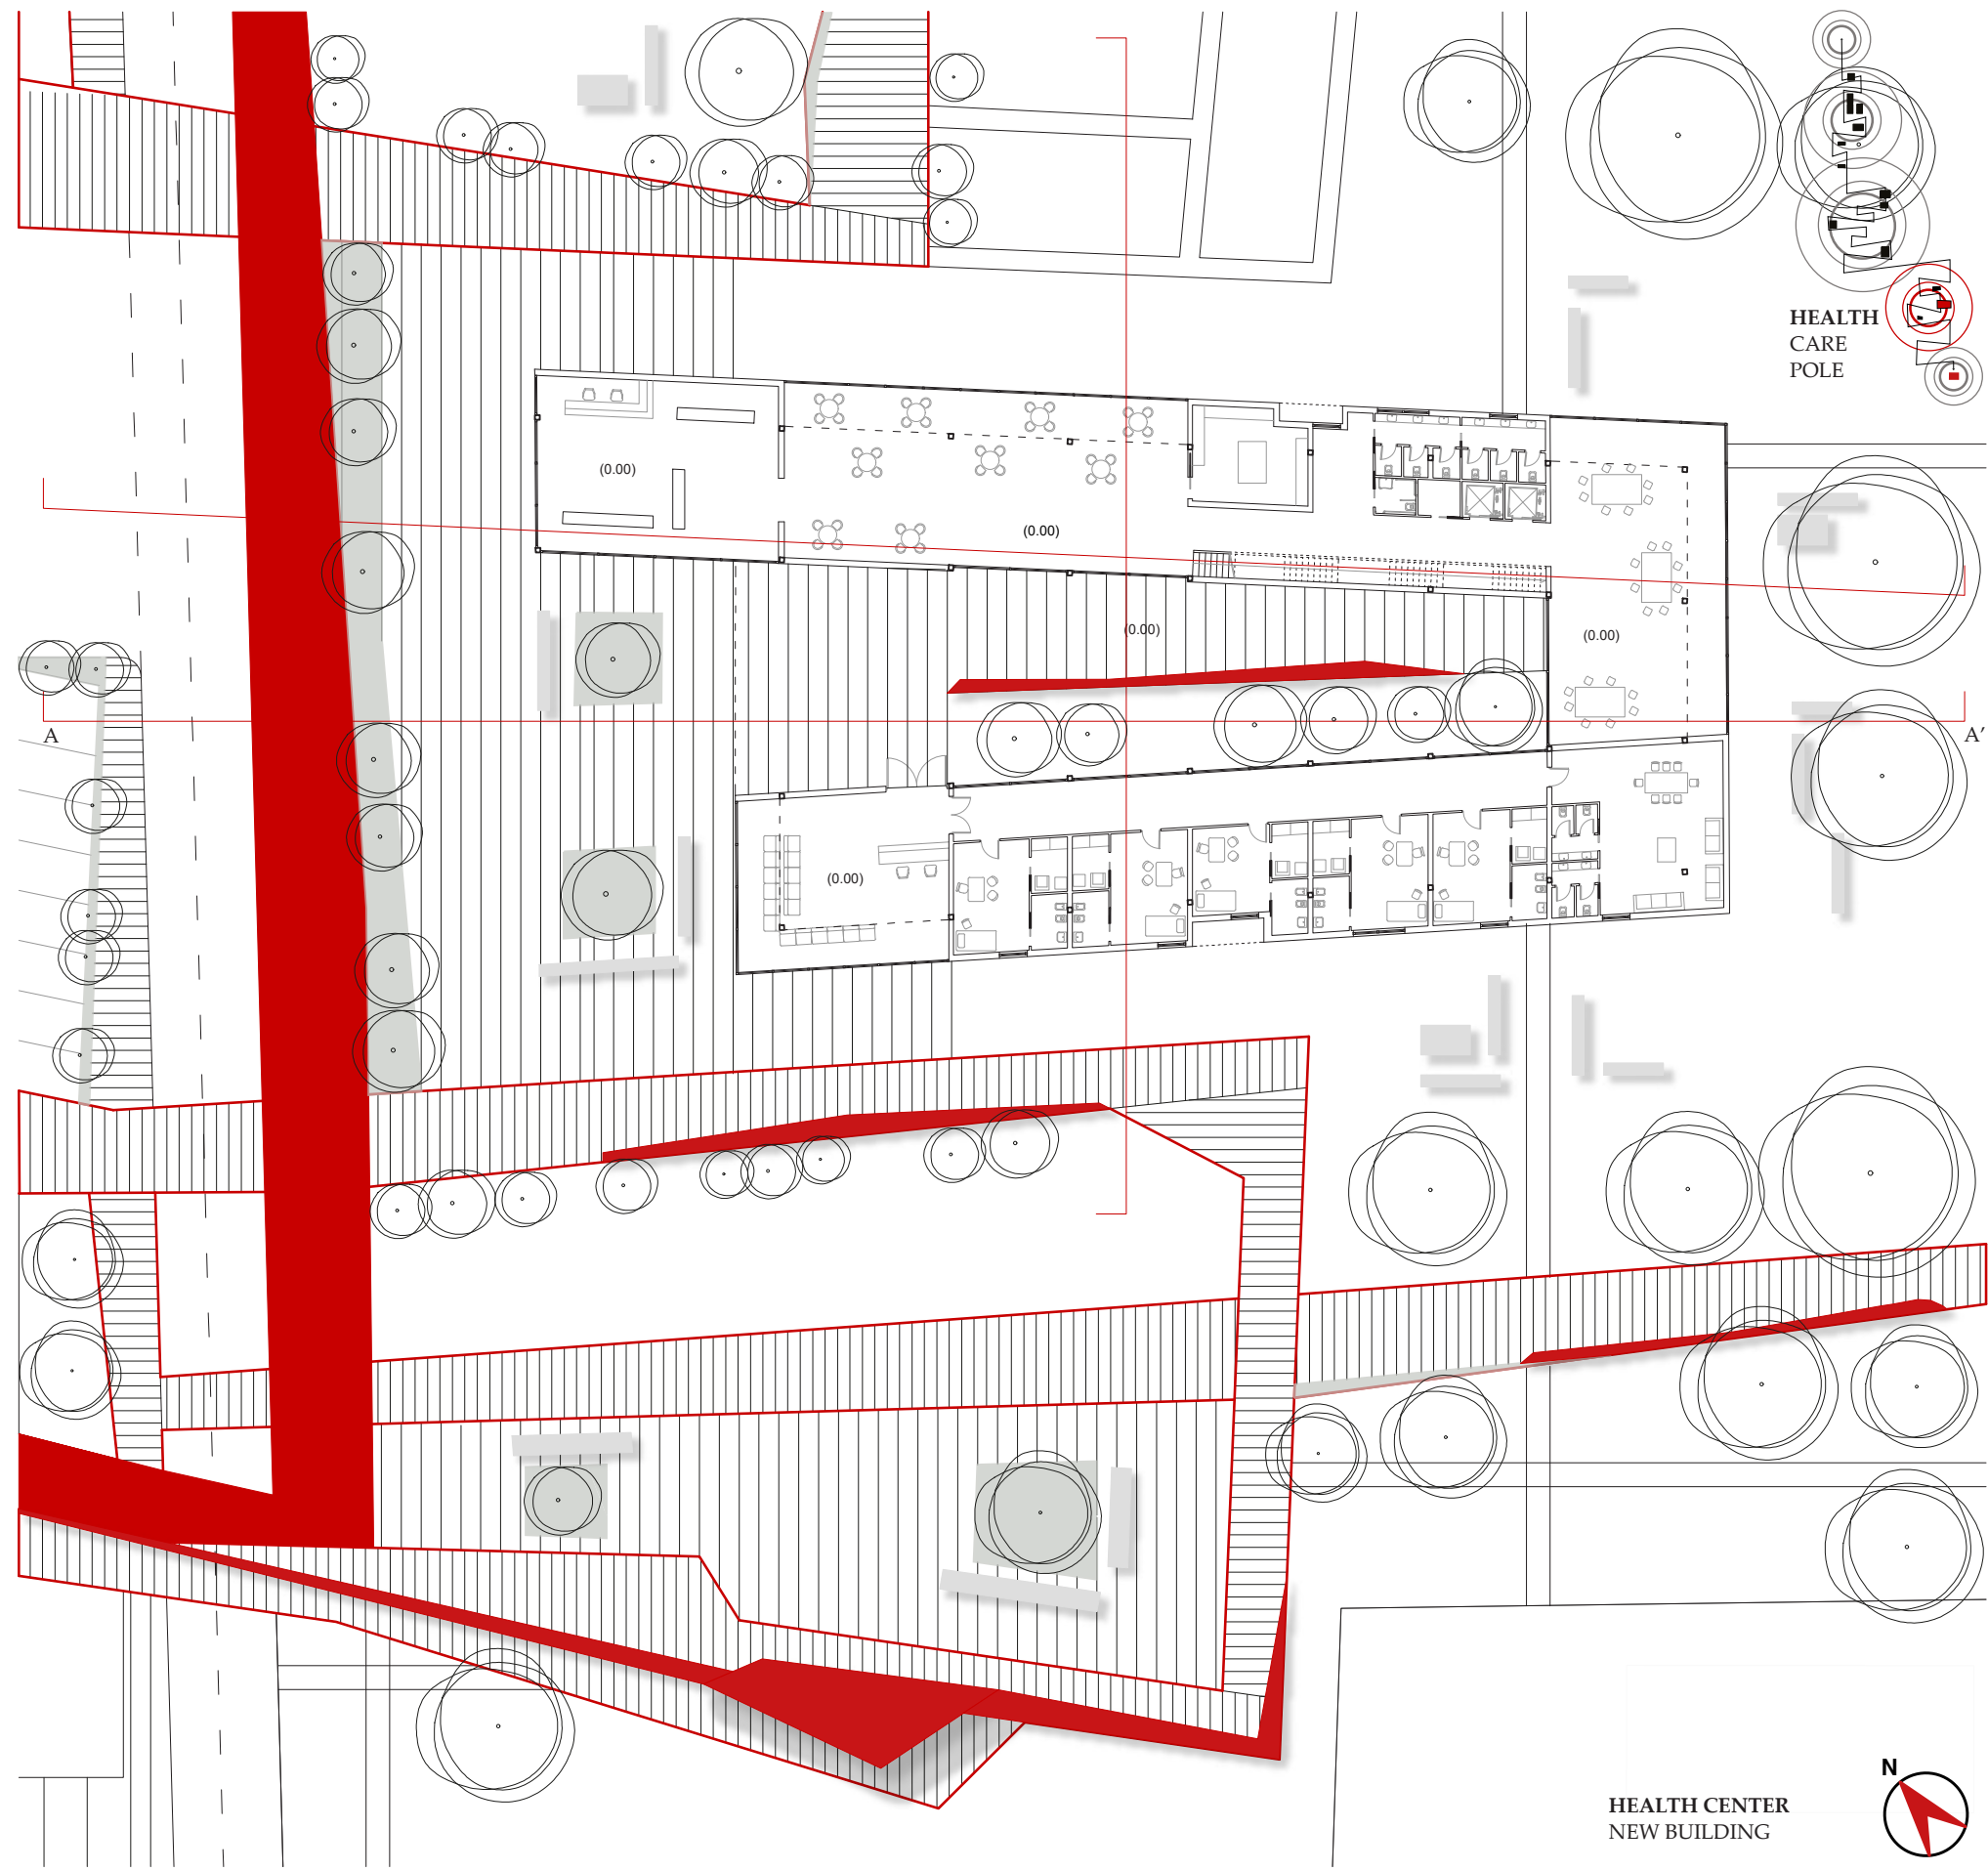 HEALTH
CARE
POLE
(0.00)
(0.00)
(0.00)
(0.00)
A
A'
(0.00)
N
HEALTH CENTER
NEW BUILDING